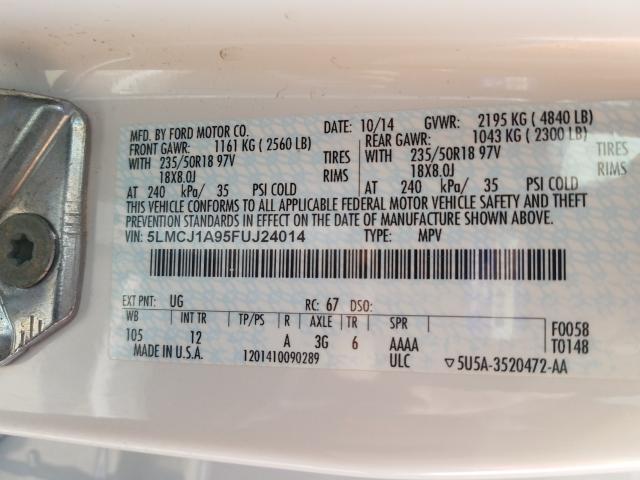 MFD. BY FORD MOTOR CO. DATE: 10/14 GVWR: 2195 KG ( 4840 LB)
FRONT GAWR: 1161 KG ( 2560 LB) REAR GAWR: 1043 KG ( 2300 LB)
WITH 235/50R18 97V TIRES WITH 235/50R18 97V TIRES
18X8.0J RIMS 18X8.0J RIMS
AT 240 kPa/ 35 PSI COLD AT 240 kPa/ 35 PSI COLD
THIS VEHICLE CONFORMS TO ALL APPLICABLE FEDERAL MOTOR VEHICLE SAFETY AND THEFT
PREVENTION STANDARDS IN EFFECT ON THE DATE OF MANUFACTURE SHOWN ABOVE.
VIN: 5LMCJ1A95FUJ24014 TYPE: MPV
EXT PNT: UG RC: 67 DSO:
WB INT TR TP/PS R AXLE TR SPR F0058
105 12 A 3G 6 AAAA T0148
MADE IN U.S.A. 1201410090289 ULC ▽5U5A-3520472-AA